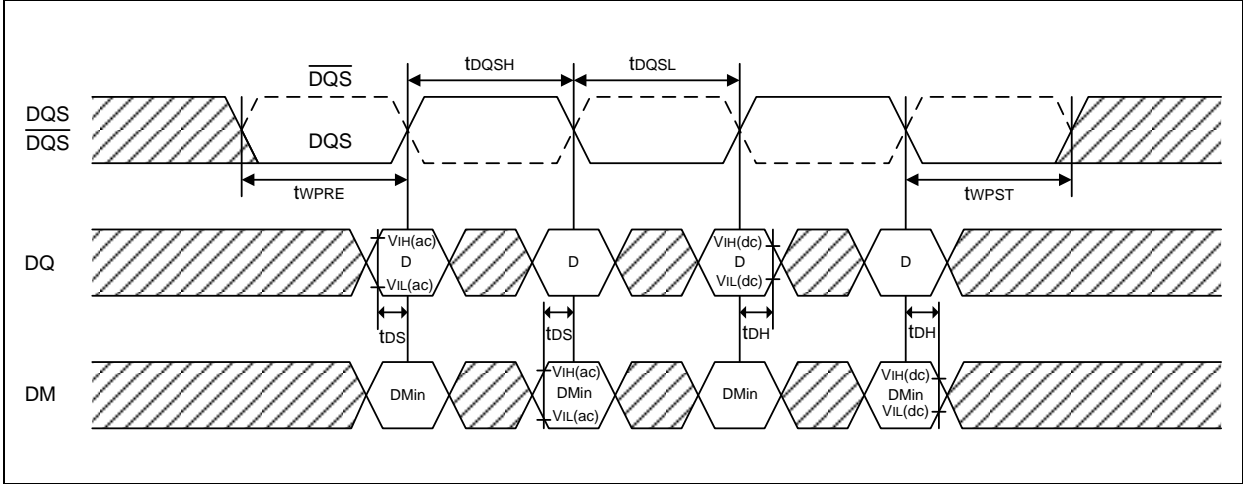 DQS
tDQSH
tDQSL
DQS
DQS
DQS
tWPRE
tWPST
DQ
VIH(ac)
D
VIL(ac)
D
VIH(dc)
D
VIL(dc)
D
tDS
tDS
tDH
tDH
DM
DMin
VIH(ac)
DMin
VIL(ac)
DMin
VIH(dc)
DMin
VIL(dc)